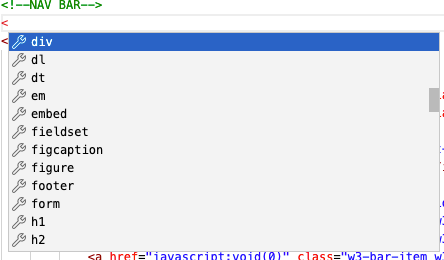 <!--NAV BAR-->
<
<
div
dl
dt
em
embed
fieldset
figcaption
figure
footer
form
h1
h2
<a href="javascript:void(0)" class="w3-bar-item w